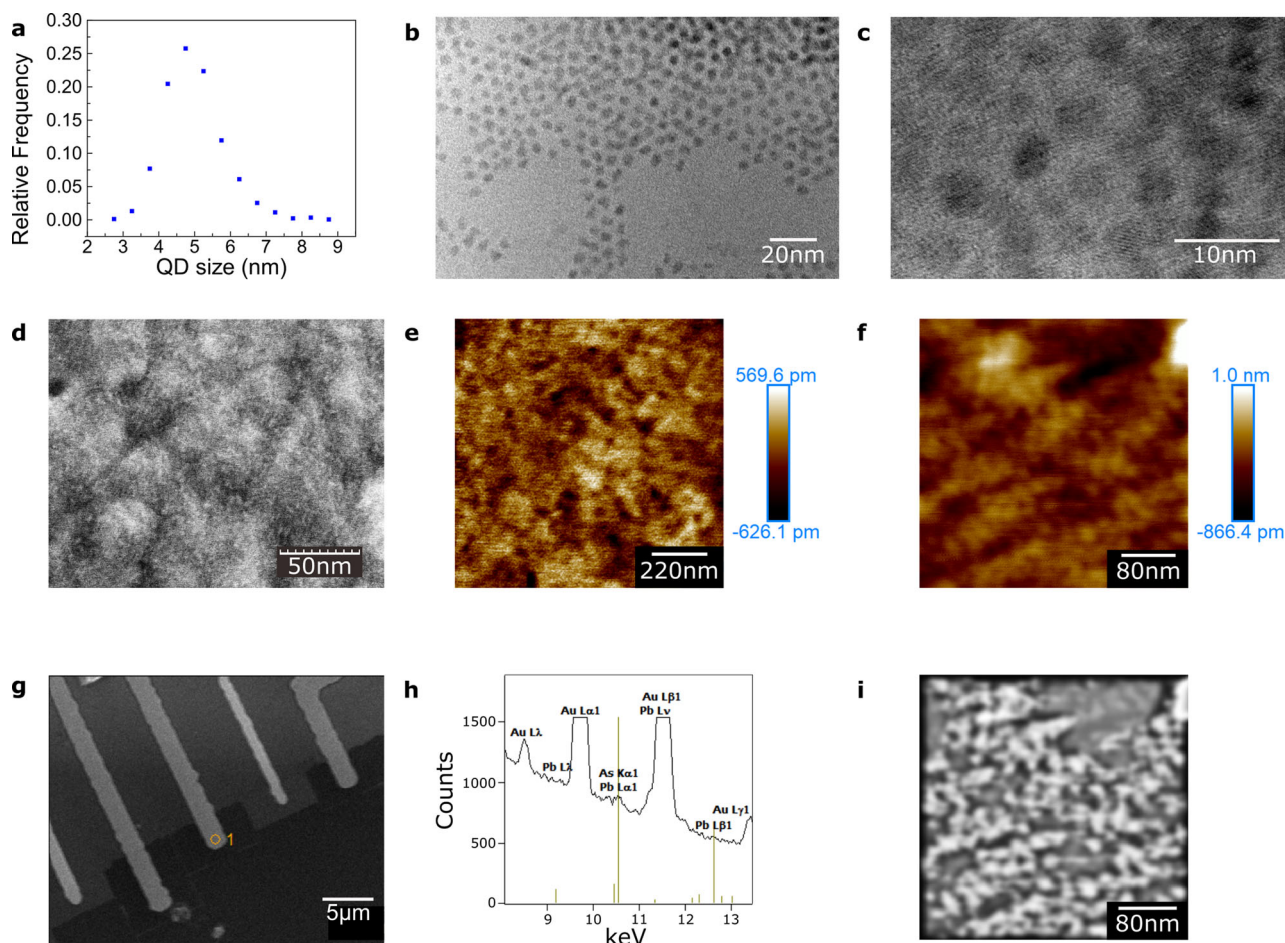 a
0.30
0.25
0.20
0.15
0.10
0.05
0.00
2 3 4 5 6 7 8 9
QD size (nm)
Relative Frequency
b
20nm
c
10nm
d
50nm
e
220nm
569.6 pm
-626.1 pm
f
80nm
1.0 nm
-866.4 pm
g
1
5μm
h
Au Lλ
Pb Lλ
Au Lα1
As Kα1
Pb Lα1
Au Lβ1
Pb Lν
Au Lγ1
Pb Lβ1
1500
1000
500
0
9 10 11 12 13
keV
Counts
i
80nm